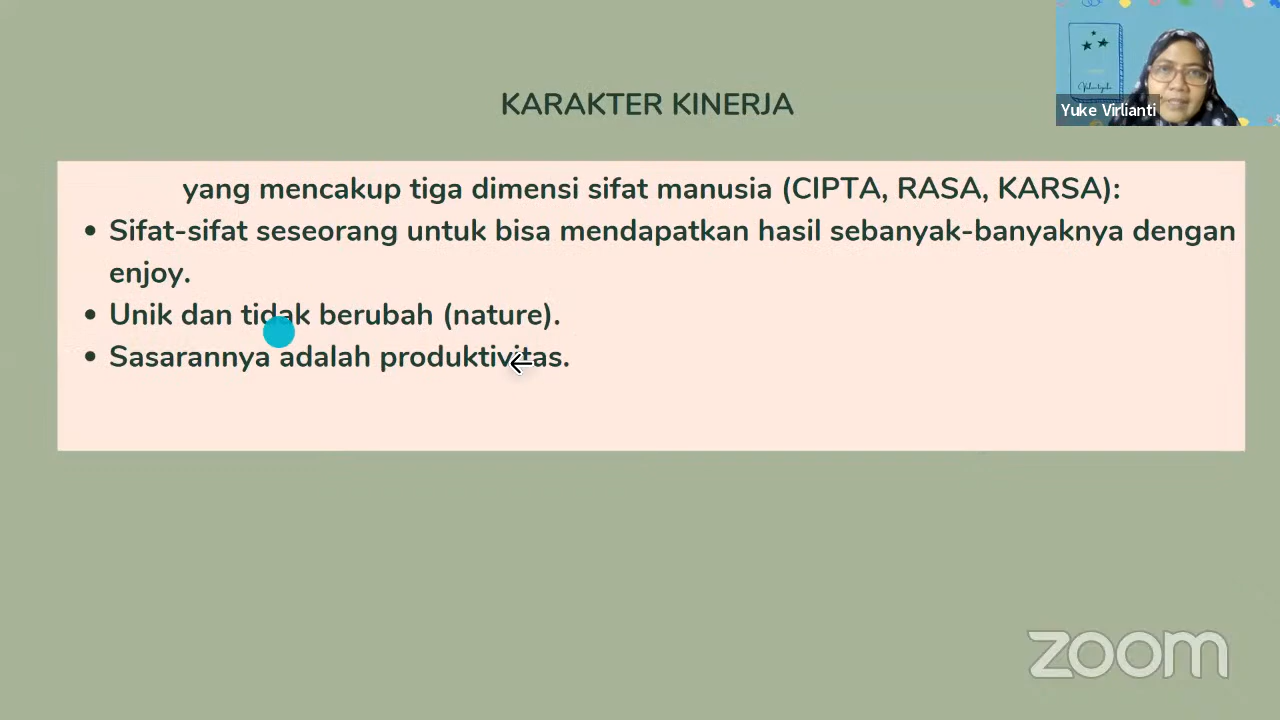 KARAKTER KINERJA
Yuke Virlianti
yang mencakup tiga dimensi sifat manusia (CIPTA, RASA, KARSA):
• Sifat-sifat seseorang untuk bisa mendapatkan hasil sebanyak-banyaknya dengan
enjoy.
• Unik dan tidak berubah (nature).
• Sasarannya adalah produktivitas.
zoom